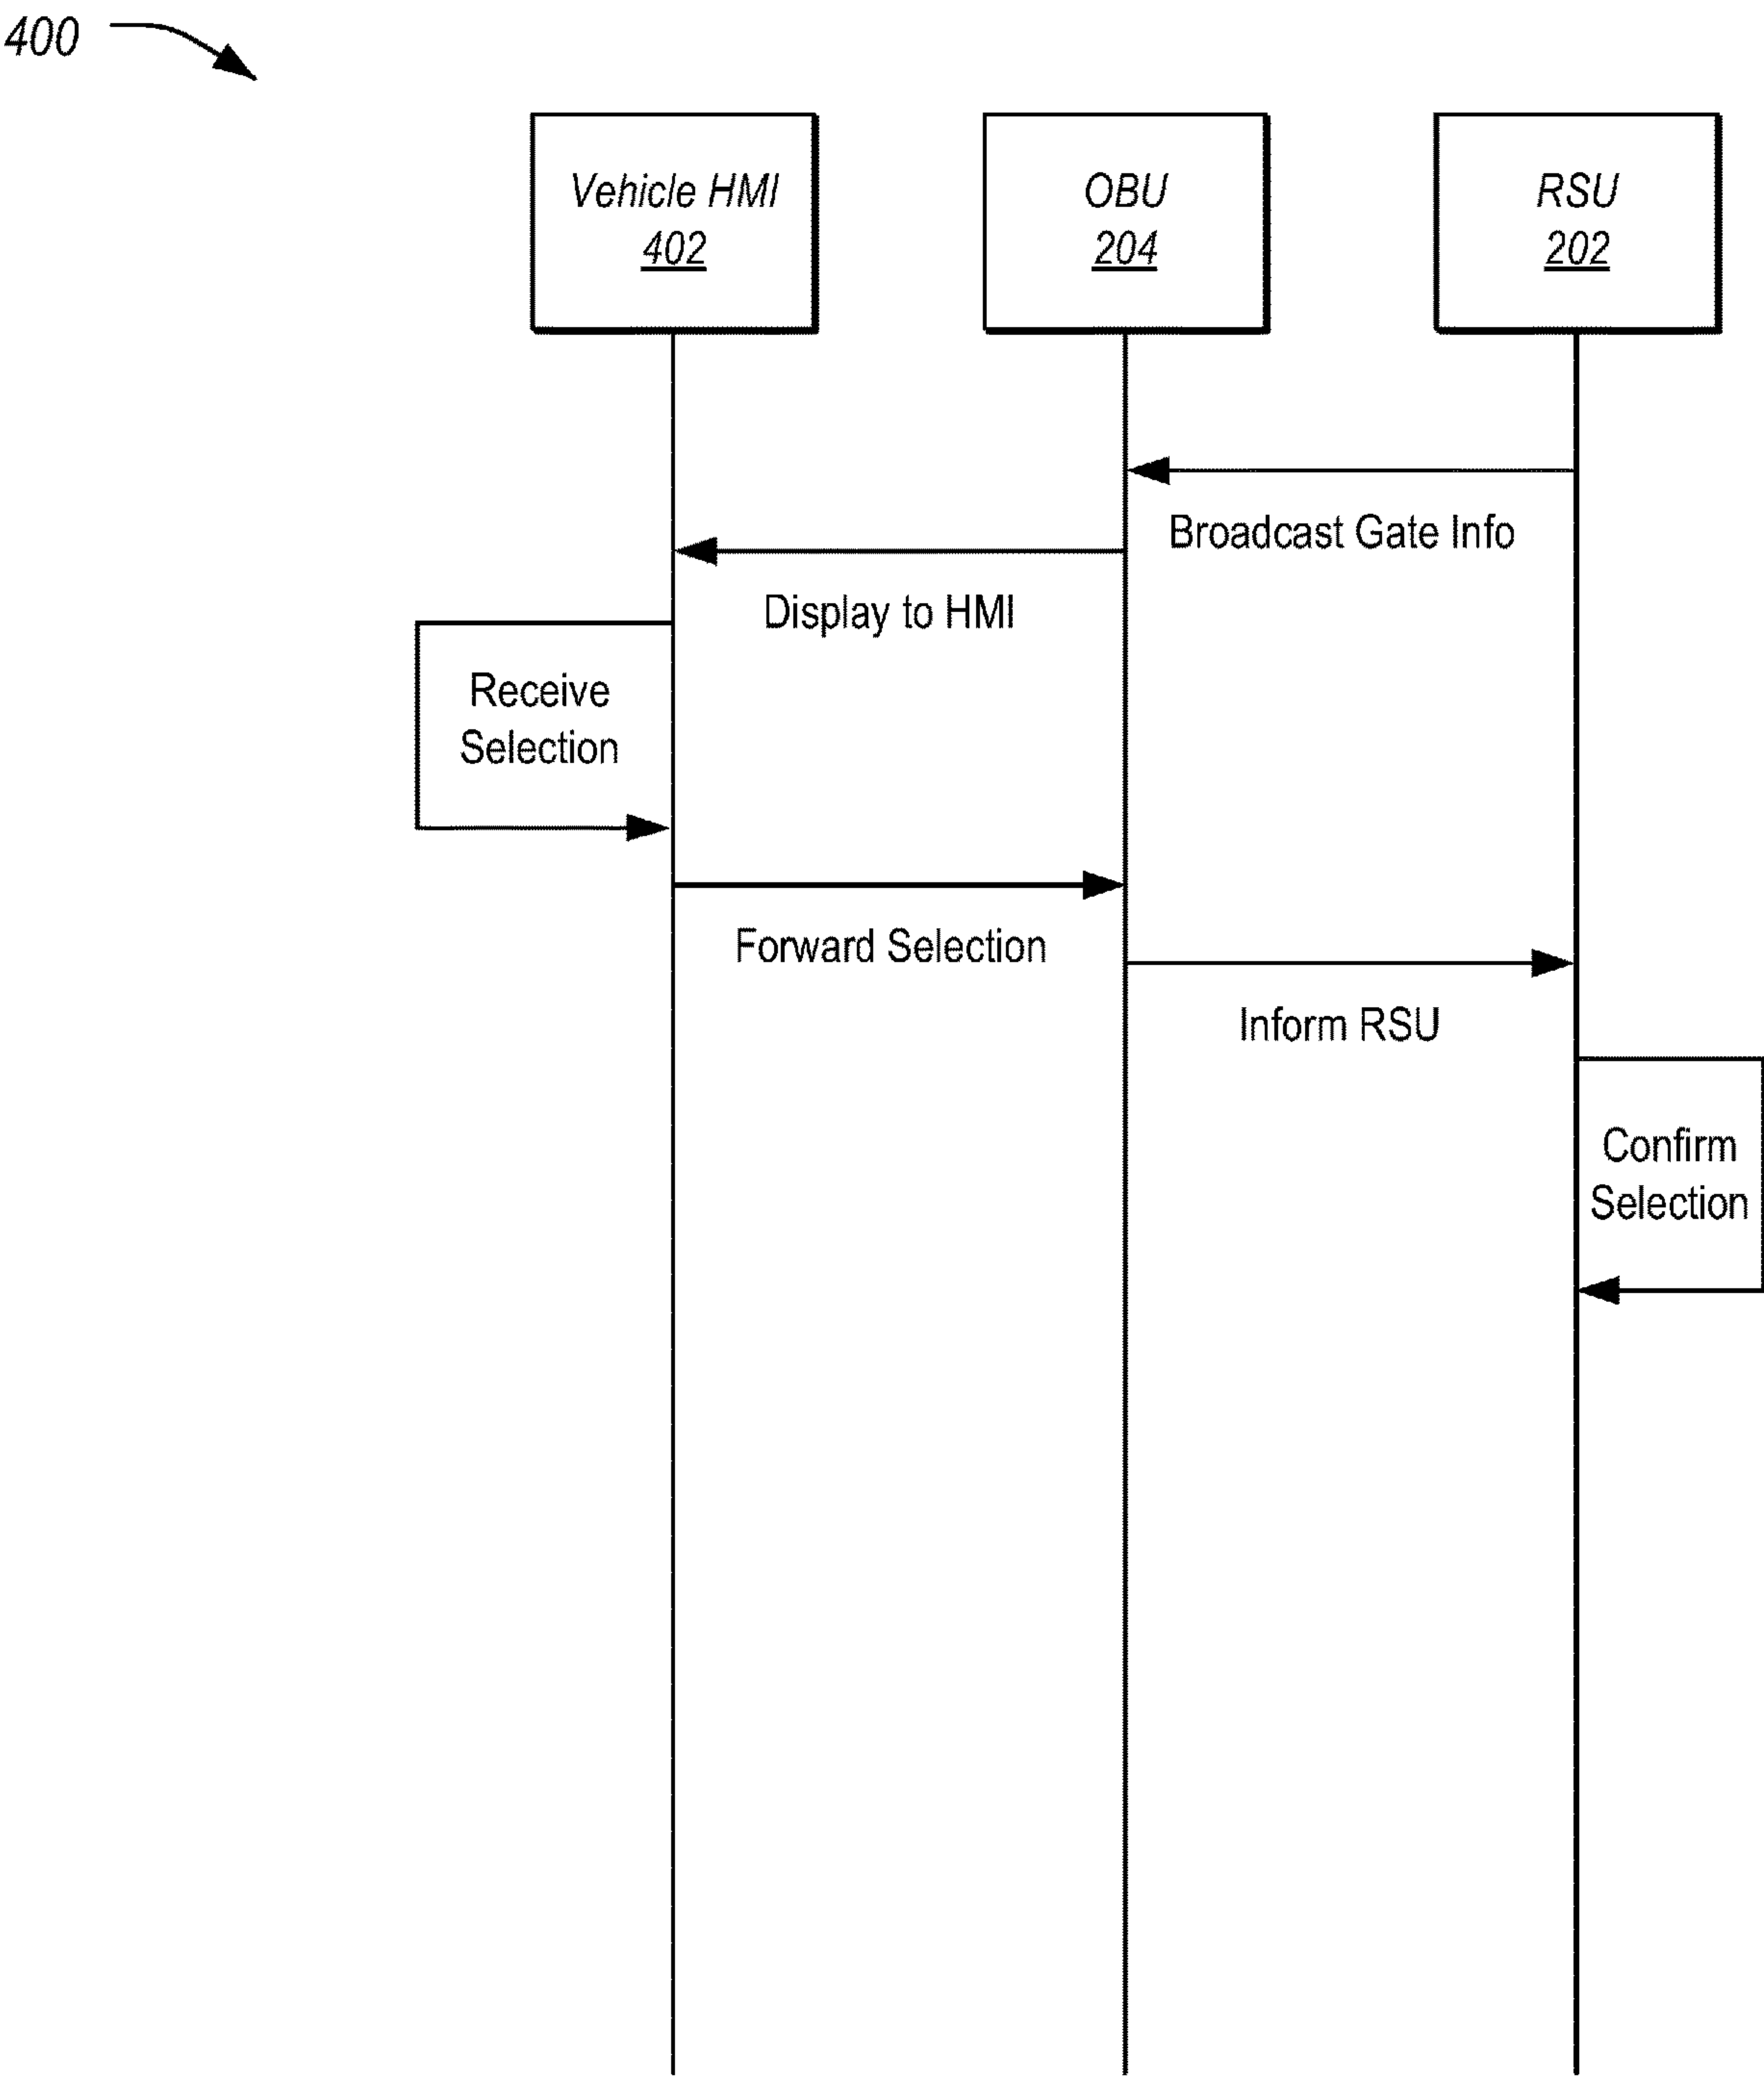 400
Vehicle HMI
402
OBU
204
RSU
202
Broadcast Gate Info
Display to HMI
Receive
Selection
Forward Selection
Inform RSU
Confirm
Selection